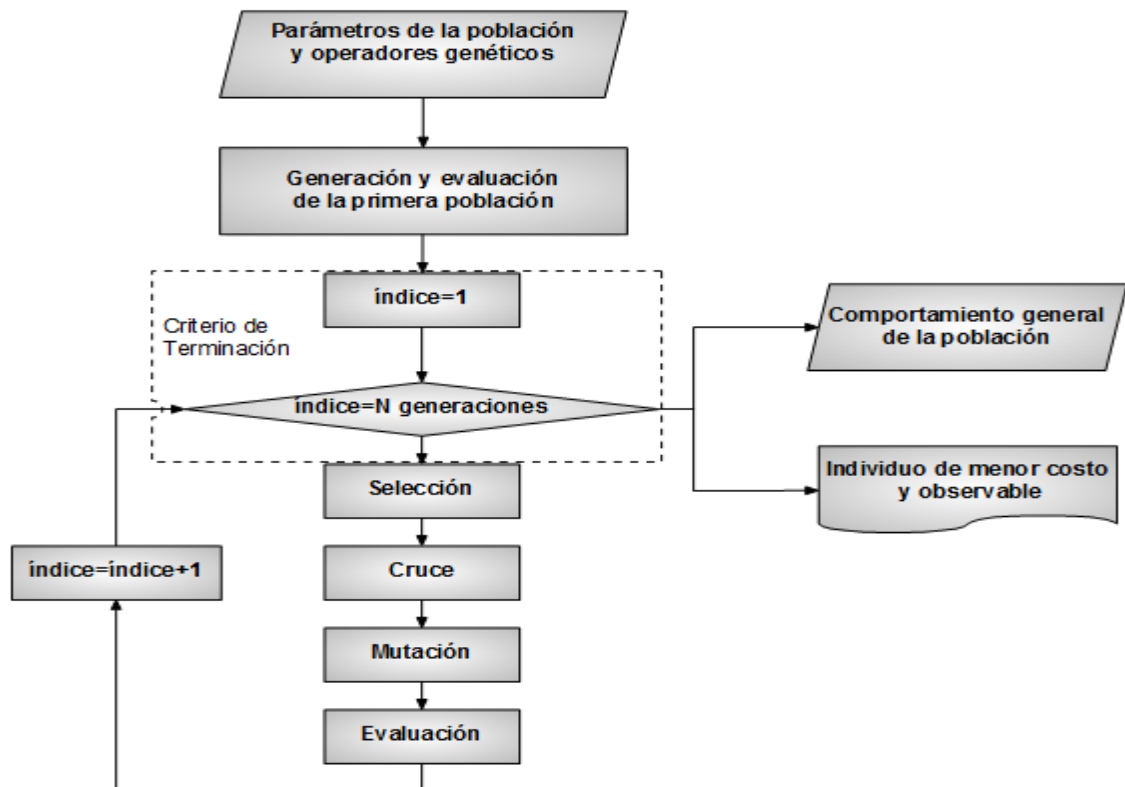 Parámetros de la población
y operadores genéticos
Generación y evaluación
de la primera población
índice=1
Criterio de
Terminación
índice=N generaciones
Comportamiento general
de la población
Individuo de menor costo
y observable
Selección
índice=índice+1
Cruce
Mutación
Evaluación